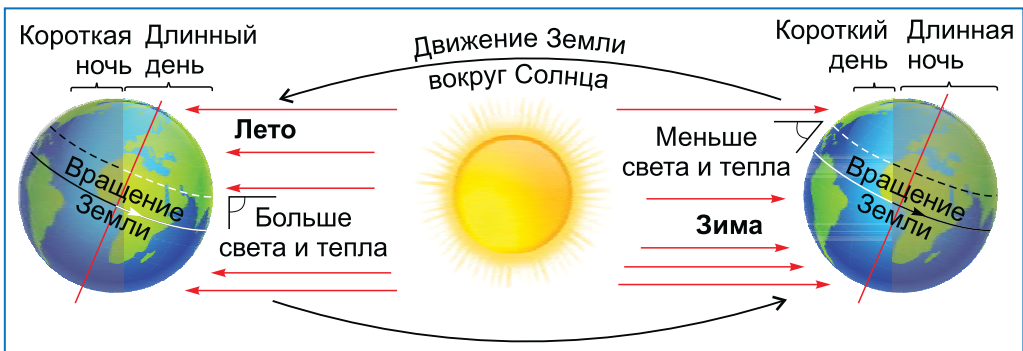 Короткая
ночь
Длинный
день
Движение Земли
вокруг Солнца
Короткий
день
Длинная
ночь
Лето
Вращение
Земли
Больше
света и тепла
Меньше
света и тепла
Зима
Вращение
Земли